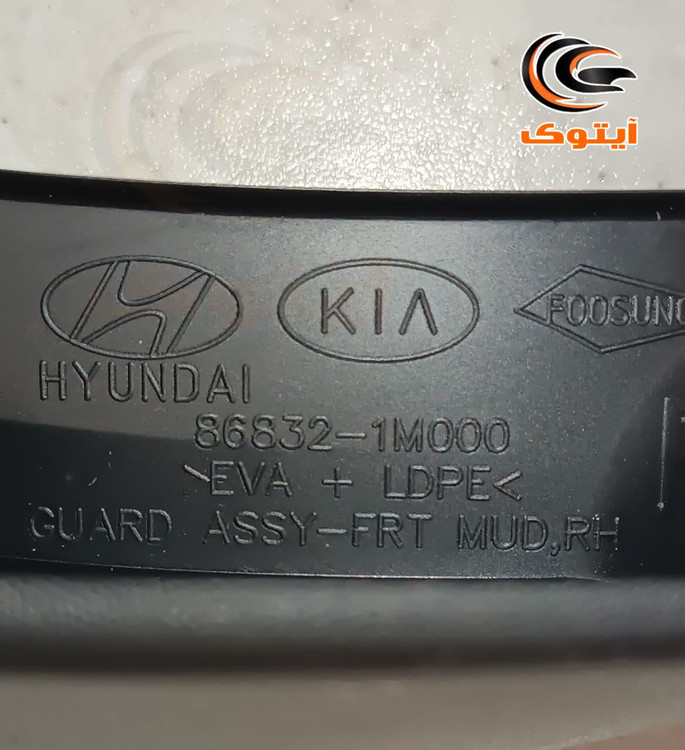 آیتوک
KIA
FOOSUNG
HYUNDAI
86832-1M000
>EVA + LDPE<
GUARD ASSY-FRT MUD,RH